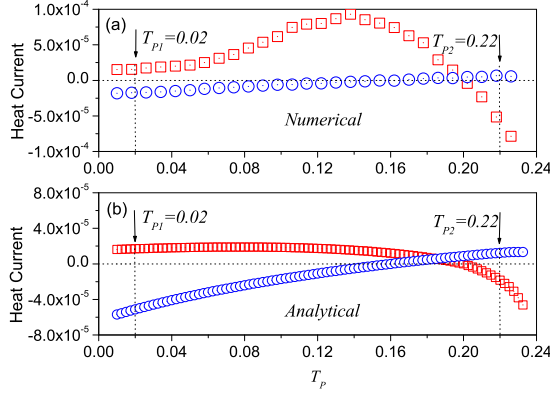 1.0x10⁻⁴
(a)
T_P1=0.02
T_P2=0.22
5.0x10⁻⁵
0.0
-5.0x10⁻⁵
-1.0x10⁻⁴
Heat Current
Numerical
0.00 0.04 0.08 0.12 0.16 0.20 0.24
8.0x10⁻⁵
(b)
T_P1=0.02
T_P2=0.22
4.0x10⁻⁵
0.0
-4.0x10⁻⁵
-8.0x10⁻⁵
Heat Current
Analytical
0.00 0.04 0.08 0.12 0.16 0.20 0.24
T_P